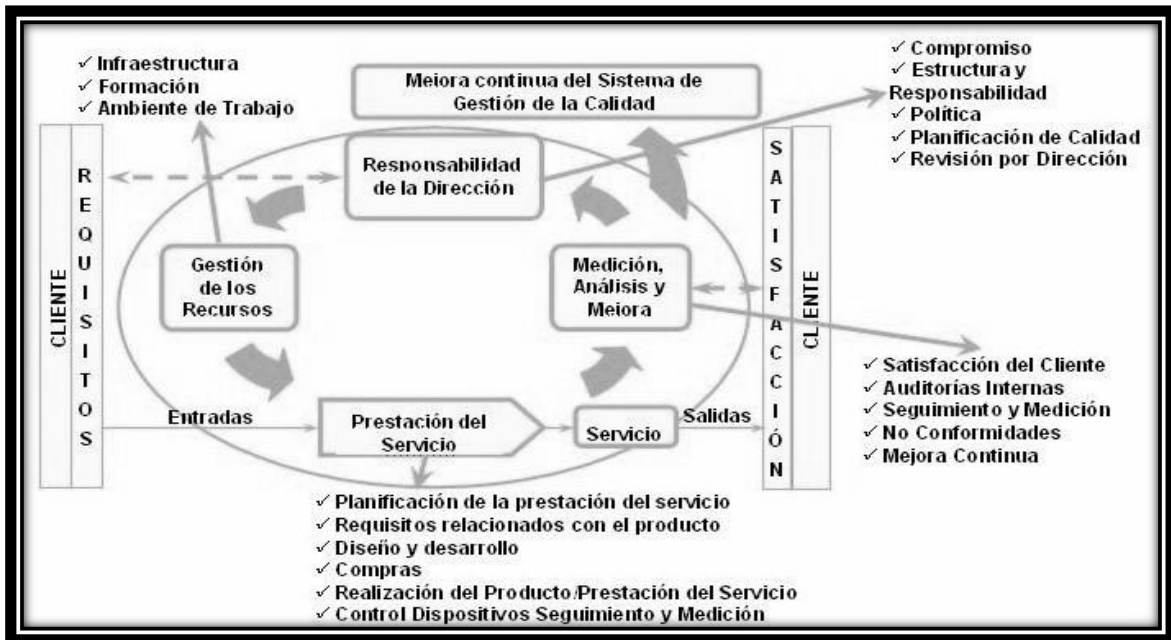 ✓ Infraestructura
✓ Formación
✓ Ambiente de Trabajo
Meiora continua del Sistema de
Gestión de la Calidad
✓ Compromiso
✓ Estructura y
Responsabilidad
✓ Política
✓ Planificación de Calidad
✓ Revisión por Dirección
CLIENTE
REQUISITOS
Responsabilidad
de la Dirección
Gestión
de los
Recursos
Medición,
Análisis y
Meiora
SATISFACCIÓN
CLIENTE
Entradas
Prestación del
Servicio
Servicio
Salidas
✓ Satisfacción del Cliente
✓ Auditorías Internas
✓ Seguimiento y Medición
✓ No Conformidades
✓ Mejora Continua
✓ Planificación de la prestación del servicio
✓ Requisitos relacionados con el producto
✓ Diseño y desarrollo
✓ Compras
✓ Realización del Producto/Prestación del Servicio
✓ Control Dispositivos Seguimiento y Medición